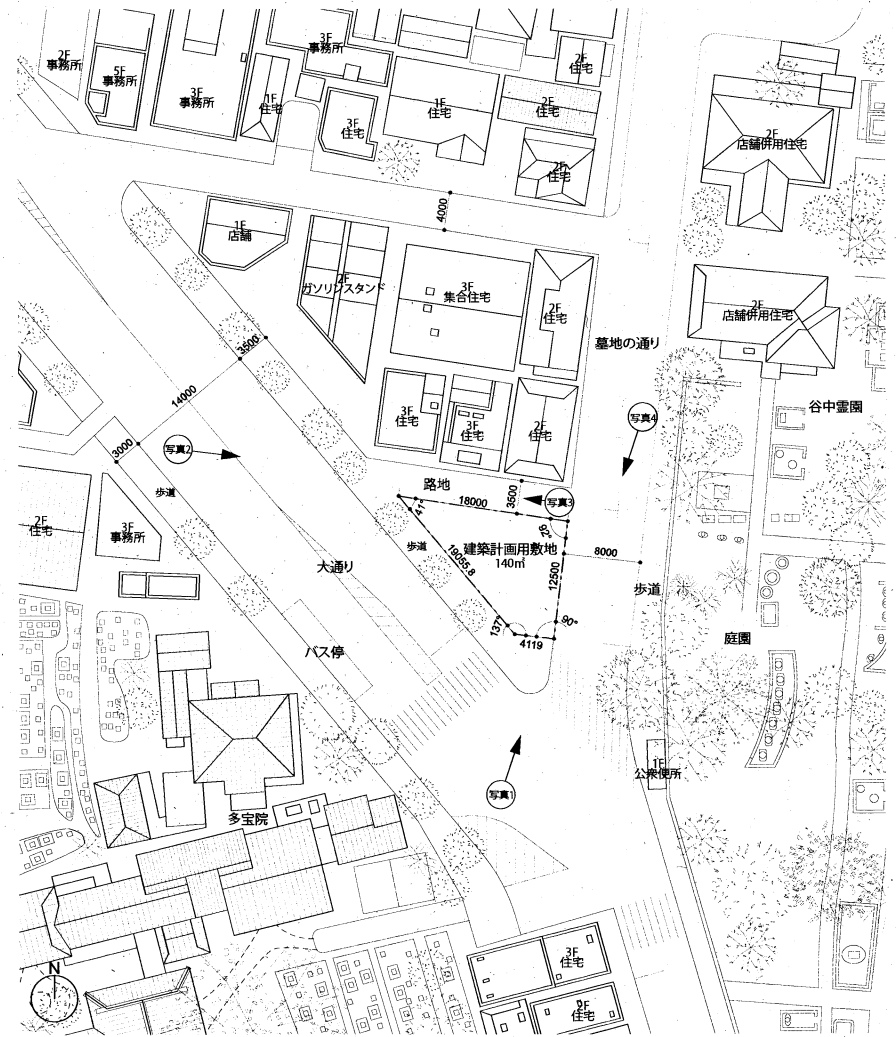 2F
事務所
5F
事務所
3F
事務所
1F
住宅
3F
事務所
3F
住宅
1F
住宅
2F
住宅
2F
住宅
2F
住宅
2F
店舗併用住宅
4000
1F
店舗
2F
ガソリンスタンド
3F
集合住宅
2F
住宅
2F
店舗併用住宅
墓地の通り
3500
14000
3000
谷中霊園
3F
住宅
3F
住宅
2F
住宅
写真4
写真2
路地
3500
写真3
歩道
18000
41°
2F
住宅
3F
事務所
歩道
建築計画用敷地
140㎡
19055.8
12500
8000
大通り
歩道
137°
4119
90°
バス停
庭園
写真1
1F
公衆便所
多宝院
3F
住宅
住宅
N